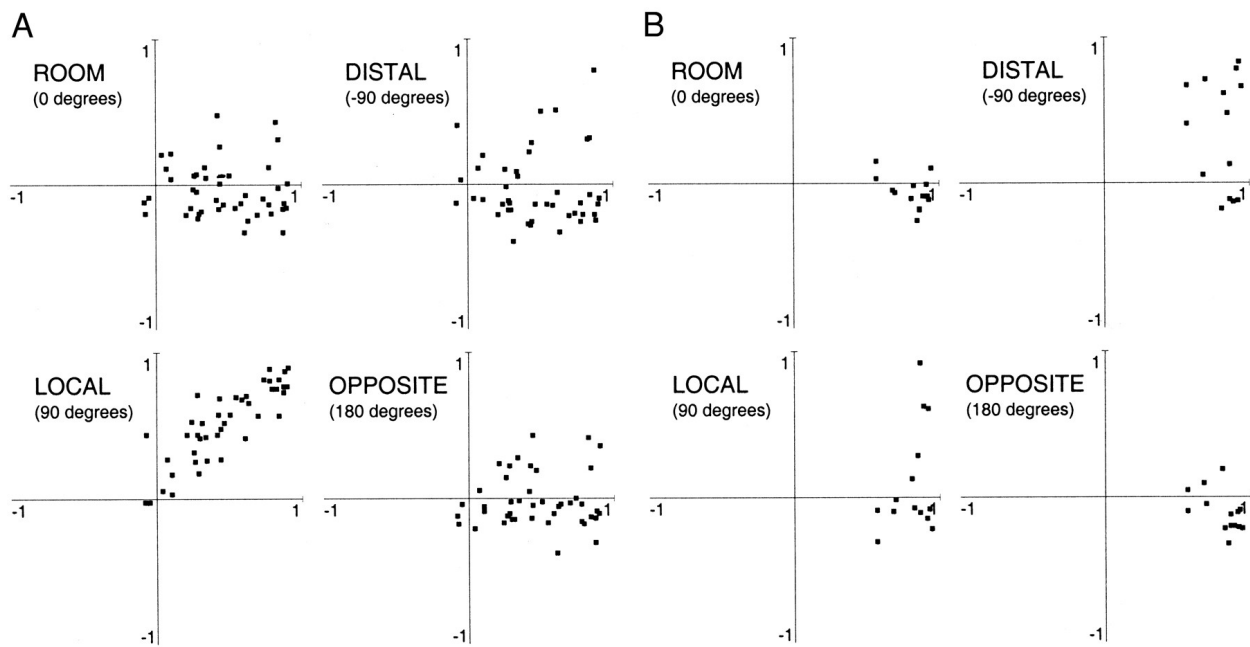 A
B
1
ROOM
(0 degrees)
-1
1
-1
1
DISTAL
(-90 degrees)
-1
1
-1
1
ROOM
(0 degrees)
-1
1
-1
1
DISTAL
(-90 degrees)
-1
1
-1
1
LOCAL
(90 degrees)
-1
1
-1
1
OPPOSITE
(180 degrees)
-1
1
-1
1
LOCAL
(90 degrees)
-1
1
-1
1
OPPOSITE
(180 degrees)
-1
1
-1